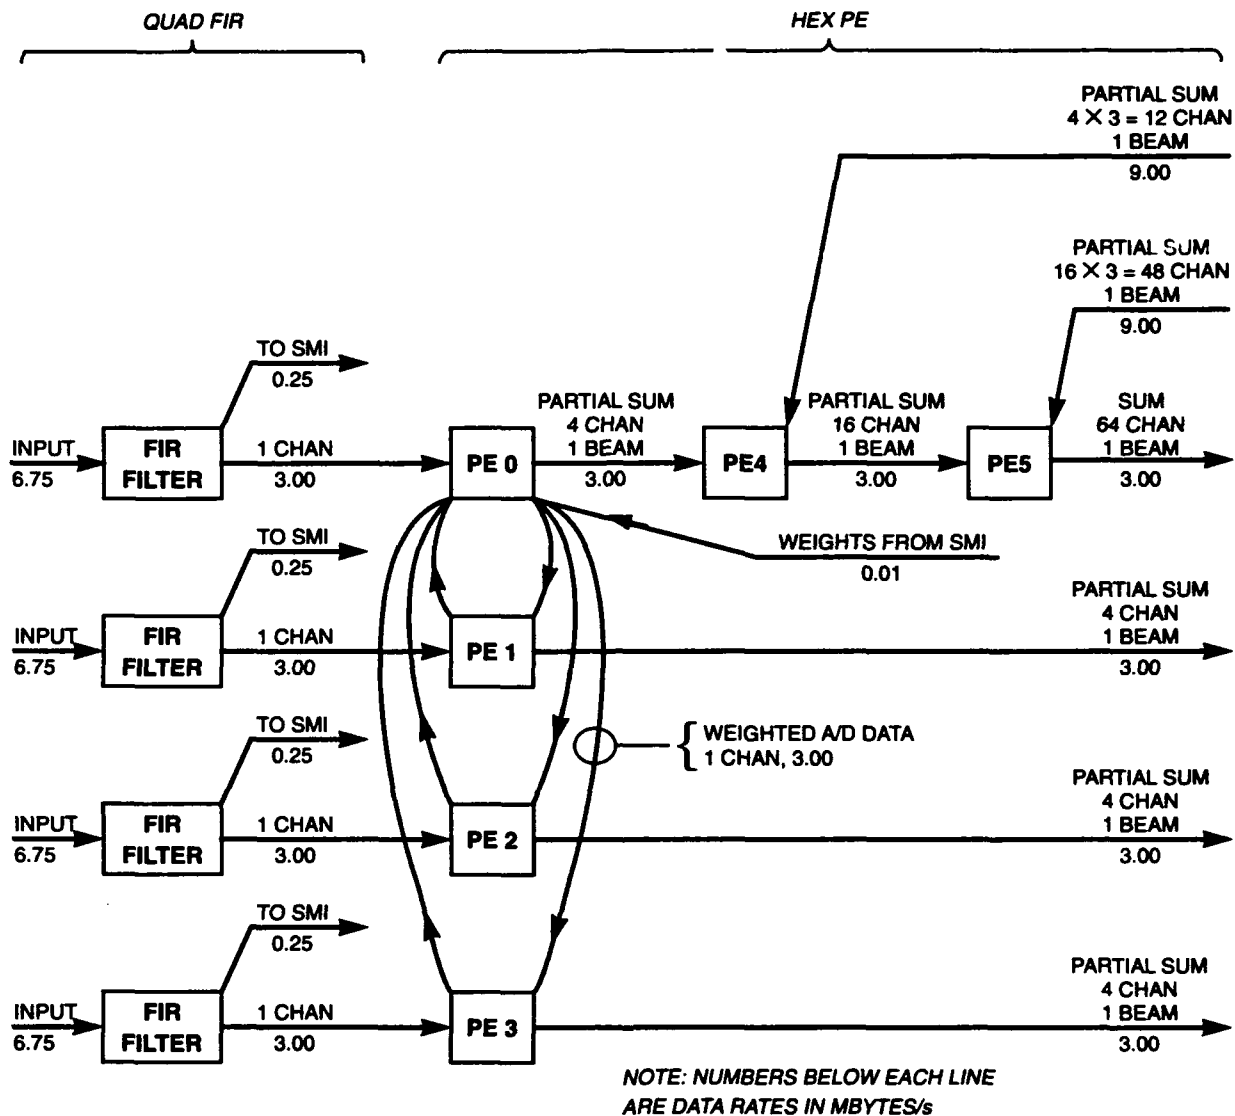 QUAD FIR
HEX PE
PARTIAL SUM
4 × 3 = 12 CHAN
1 BEAM
9.00
PARTIAL SUM
16 × 3 = 48 CHAN
1 BEAM
9.00
TO SMI
0.25
INPUT
6.75
FIR
FILTER
1 CHAN
3.00
PE 0
PARTIAL SUM
4 CHAN
1 BEAM
3.00
PE4
PARTIAL SUM
16 CHAN
1 BEAM
3.00
PE5
SUM
64 CHAN
1 BEAM
3.00
WEIGHTS FROM SMI
0.01
TO SMI
0.25
INPUT
6.75
FIR
FILTER
1 CHAN
3.00
PE 1
PARTIAL SUM
4 CHAN
1 BEAM
3.00
WEIGHTED A/D DATA
1 CHAN, 3.00
TO SMI
0.25
INPUT
6.75
FIR
FILTER
1 CHAN
3.00
PE 2
PARTIAL SUM
4 CHAN
1 BEAM
3.00
TO SMI
0.25
INPUT
6.75
FIR
FILTER
1 CHAN
3.00
PE 3
PARTIAL SUM
4 CHAN
1 BEAM
3.00
NOTE: NUMBERS BELOW EACH LINE
ARE DATA RATES IN MBYTES/s